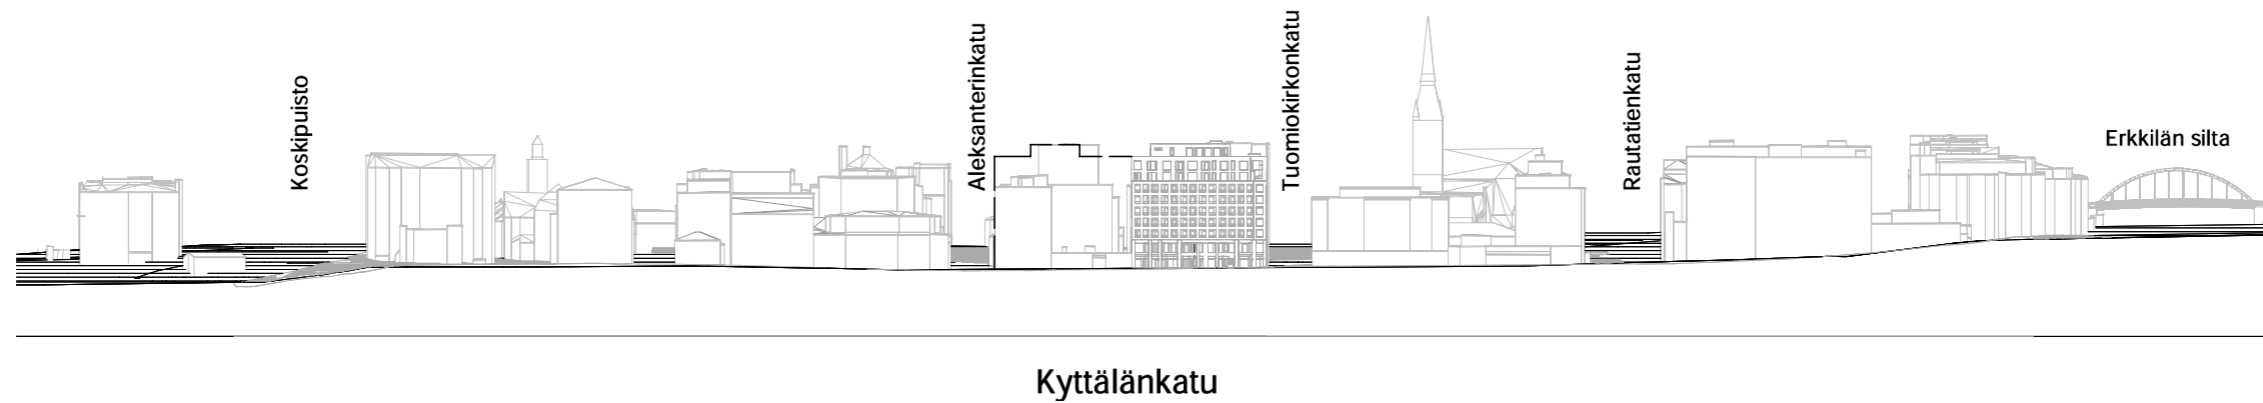 Koskipuisto
Aleksanterinkatu
Tuomiokirkonkatu
Rautatienkatu
Erkkilän silta
Kyttälänkatu